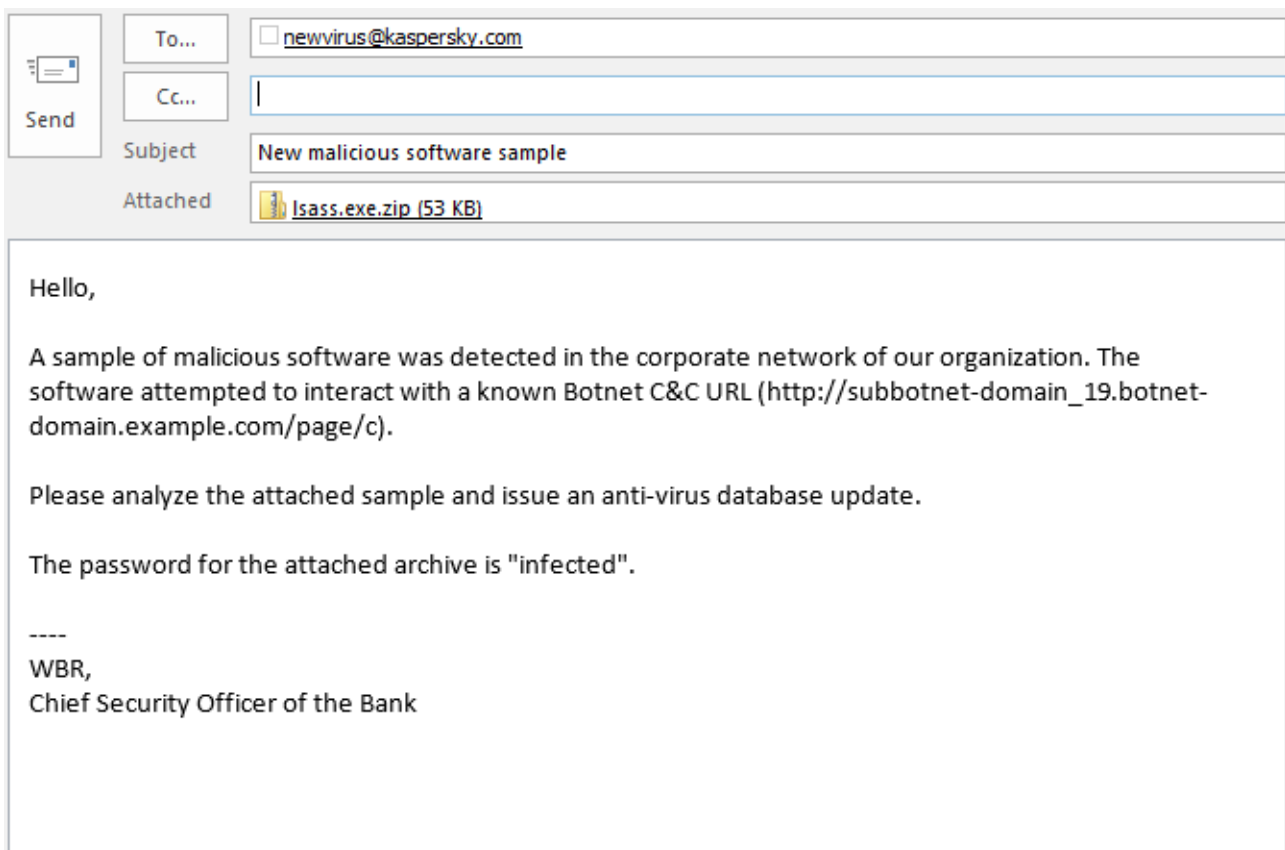 To...
newvirus@kaspersky.com
Cc...
Send
Subject
New malicious software sample
Attached
lsass.exe.zip (53 KB)
Hello,
A sample of malicious software was detected in the corporate network of our organization. The
software attempted to interact with a known Botnet C&C URL (http://subbotnet-domain_19.botnet-
domain.example.com/page/c).
Please analyze the attached sample and issue an anti-virus database update.
The password for the attached archive is "infected".
----
WBR,
Chief Security Officer of the Bank